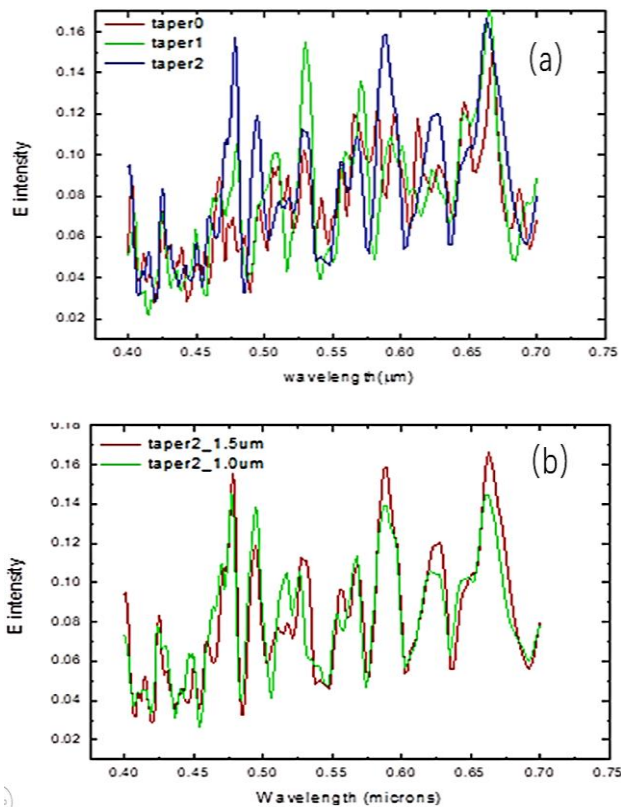 0.16
0.14
0.12
0.10
0.08
0.06
0.04
0.02
E intensity
taper0
taper1
taper2
(a)
0.40 0.45 0.50 0.55 0.60 0.65 0.70 0.75
wavelength(μm)
0.18
0.16
0.14
0.12
0.10
0.08
0.06
0.04
0.02
E intensity
taper2_1.5um
taper2_1.0um
(b)
0.40 0.45 0.50 0.55 0.60 0.65 0.70 0.75
Wavelength (microns)